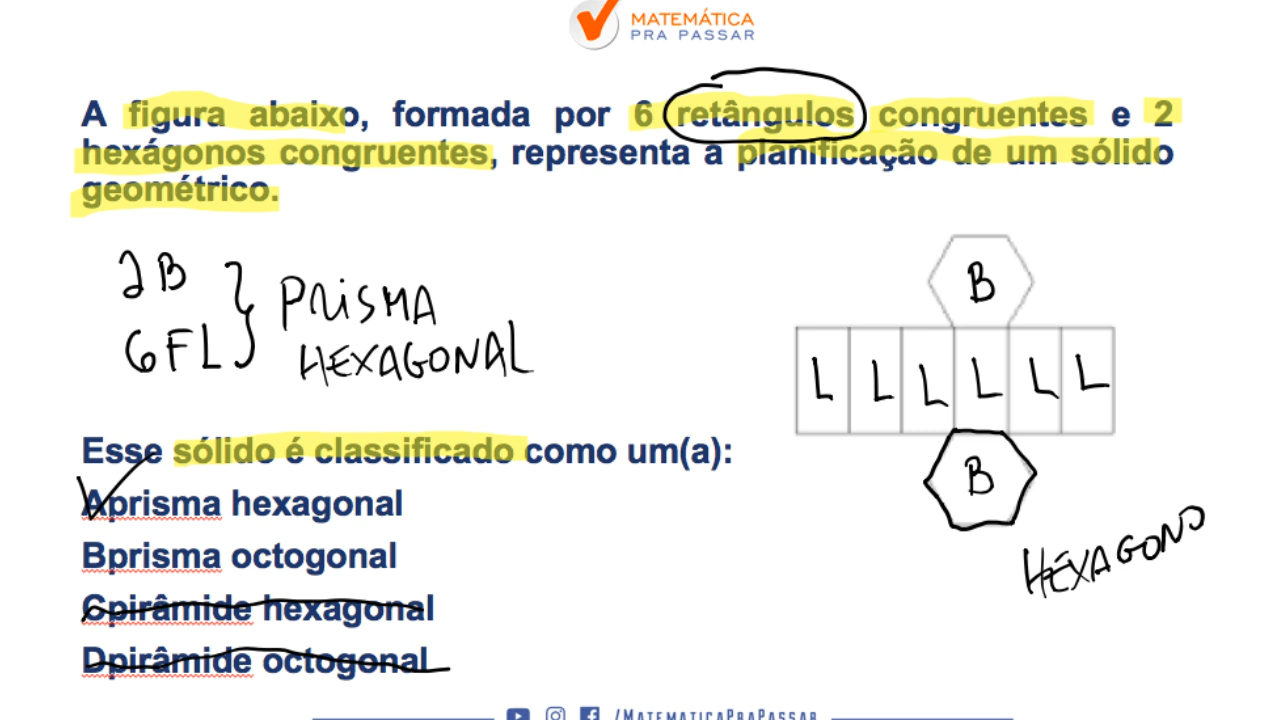 MATEMÁTICA
PRA PASSAR
A figura abaixo, formada por 6 retângulos congruentes e 2
hexágonos congruentes, representa a planificação de um sólido
geométrico.
2B
6FL
PRISMA
HEXAGONAL
B
L L L L L L
B
HEXÁGONO
Esse sólido é classificado como um(a):
Aprisma hexagonal
Bprisma octogonal
Cpirâmide hexagonal
Dpirâmide octogonal
/MATEMATICAPRAPASSAR